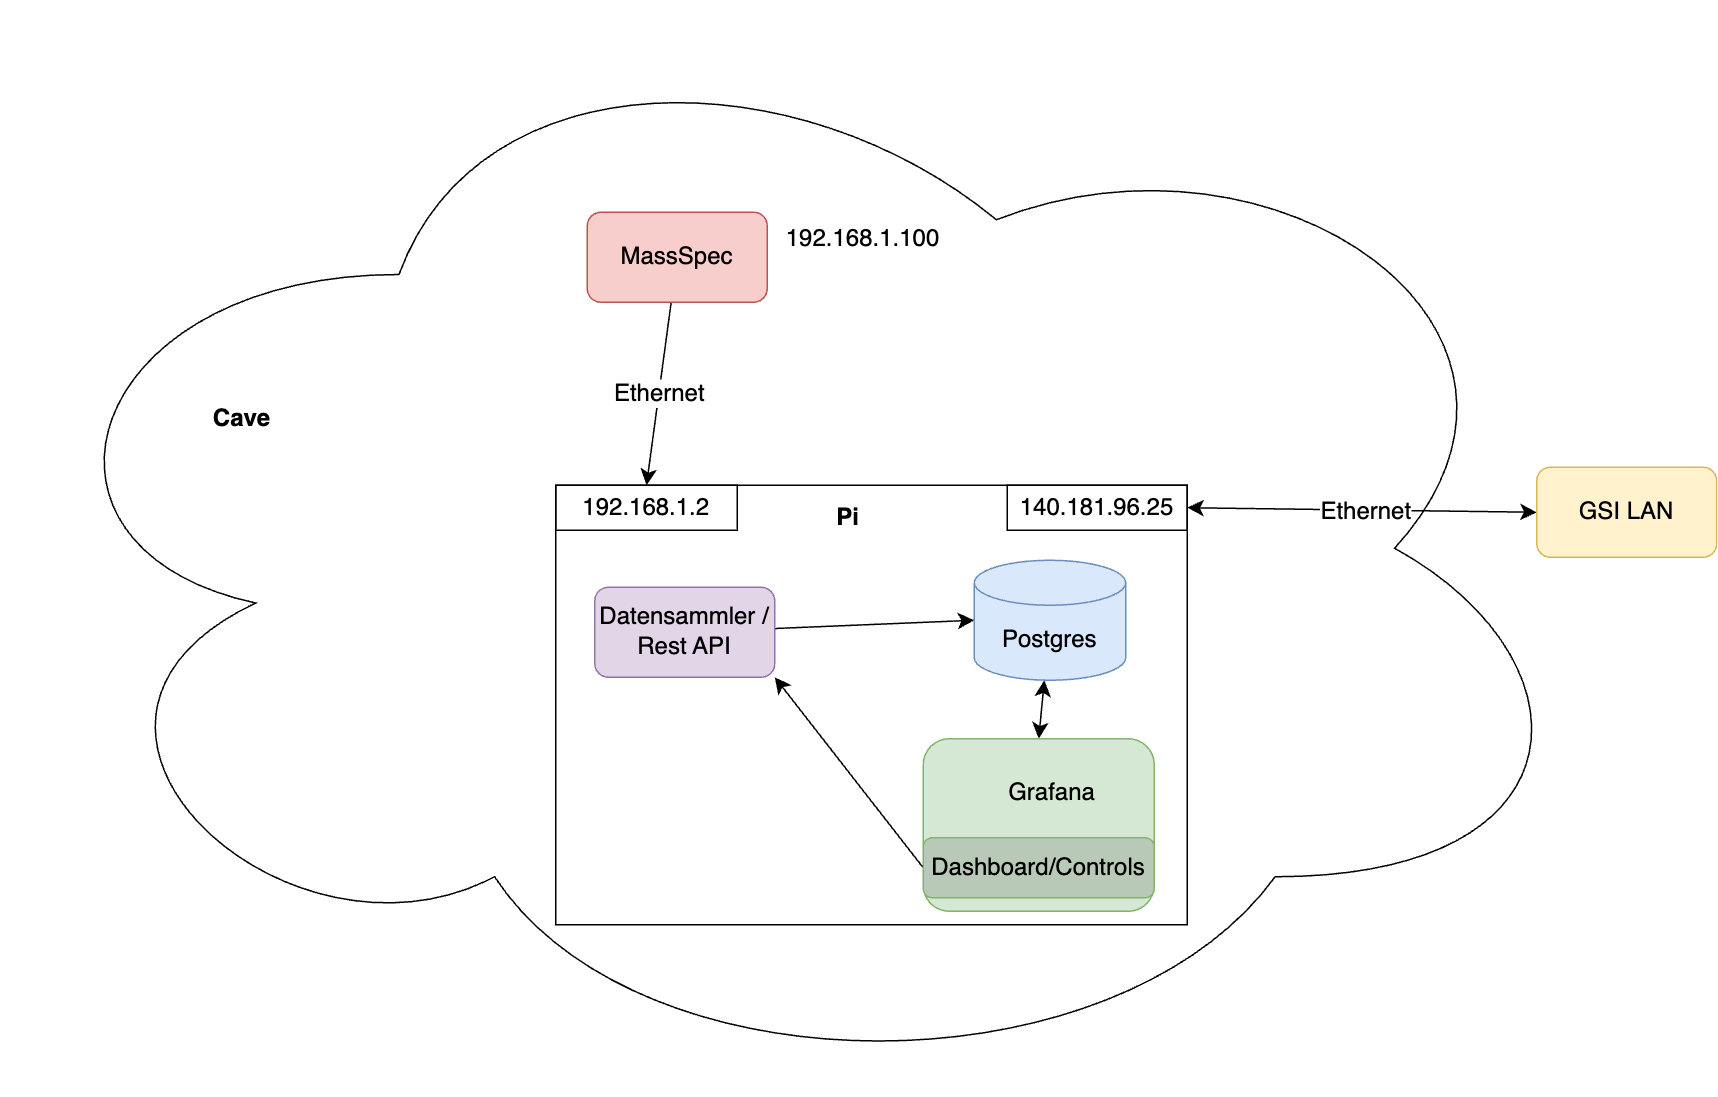 MassSpec
192.168.1.100
Ethernet
Cave
192.168.1.2
Pi
140.181.96.25
Ethernet
GSI LAN
Datensammler /
Rest API
Postgres
Grafana
Dashboard/Controls